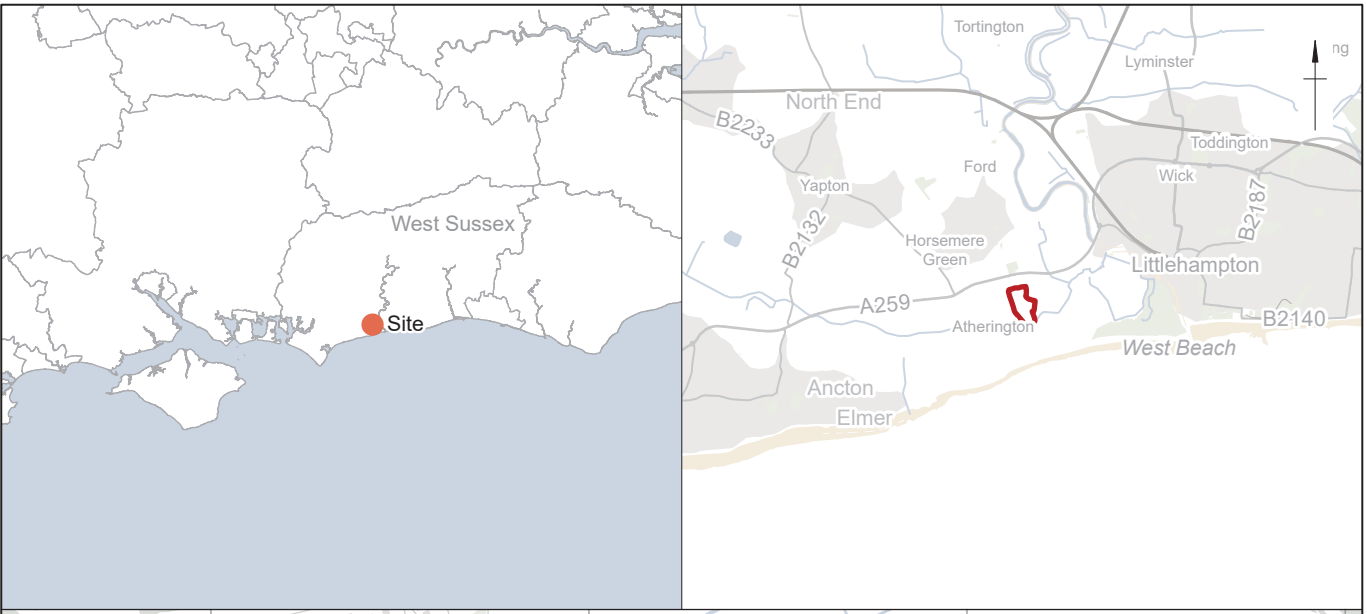 West Sussex
Site
Tortington
ng
Lyminster
North End
B2233
Toddington
Ford
Wick
Yapton
B2187
B2132
Horsemere
Green
Littlehampton
A259
B2140
Atherington
West Beach
Ancton
Elmer